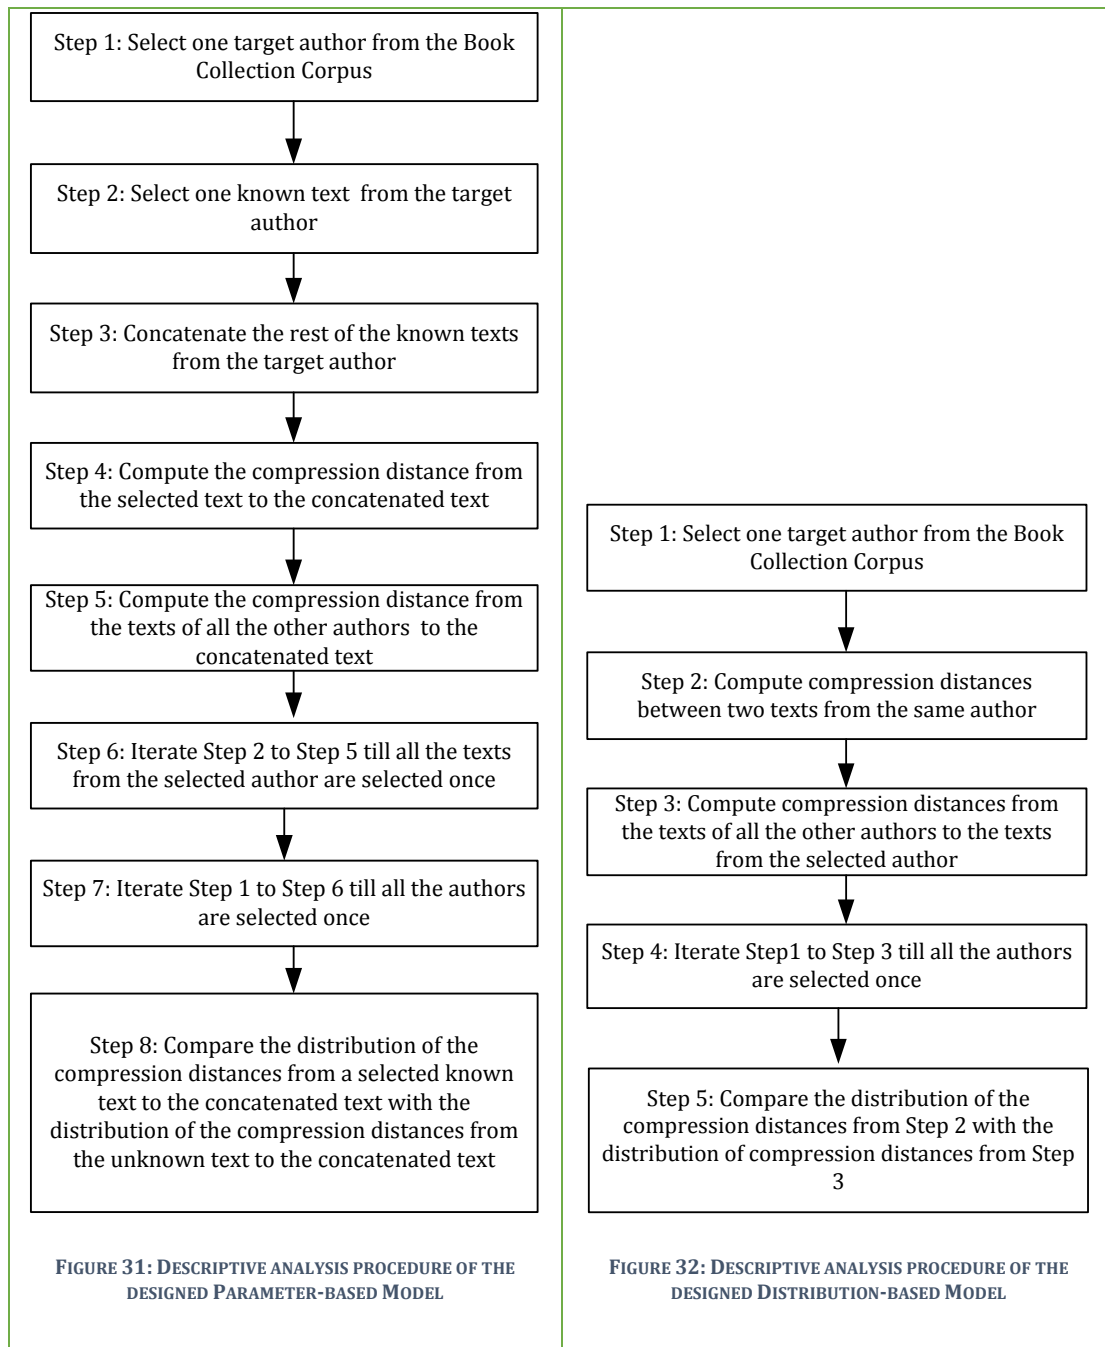 Step 1: Select one target author from the Book
Collection Corpus
Step 2: Select one known text from the target
author
Step 3: Concatenate the rest of the known texts
from the target author
Step 4: Compute the compression distance from
the selected text to the concatenated text
Step 5: Compute the compression distance from
the texts of all the other authors to the
concatenated text
Step 6: Iterate Step 2 to Step 5 till all the texts
from the selected author are selected once
Step 7: Iterate Step 1 to Step 6 till all the authors
are selected once
Step 8: Compare the distribution of the
compression distances from a selected known
text to the concatenated text with the
distribution of the compression distances from
the unknown text to the concatenated text
FIGURE 31: DESCRIPTIVE ANALYSIS PROCEDURE OF THE
DESIGNED PARAMETER-BASED MODEL
Step 1: Select one target author from the Book
Collection Corpus
Step 2: Compute compression distances
between two texts from the same author
Step 3: Compute compression distances from
the texts of all the other authors to the texts
from the selected author
Step 4: Iterate Step1 to Step 3 till all the authors
are selected once
Step 5: Compare the distribution of the
compression distances from Step 2 with the
distribution of compression distances from Step
3
FIGURE 32: DESCRIPTIVE ANALYSIS PROCEDURE OF THE
DESIGNED DISTRIBUTION-BASED MODEL